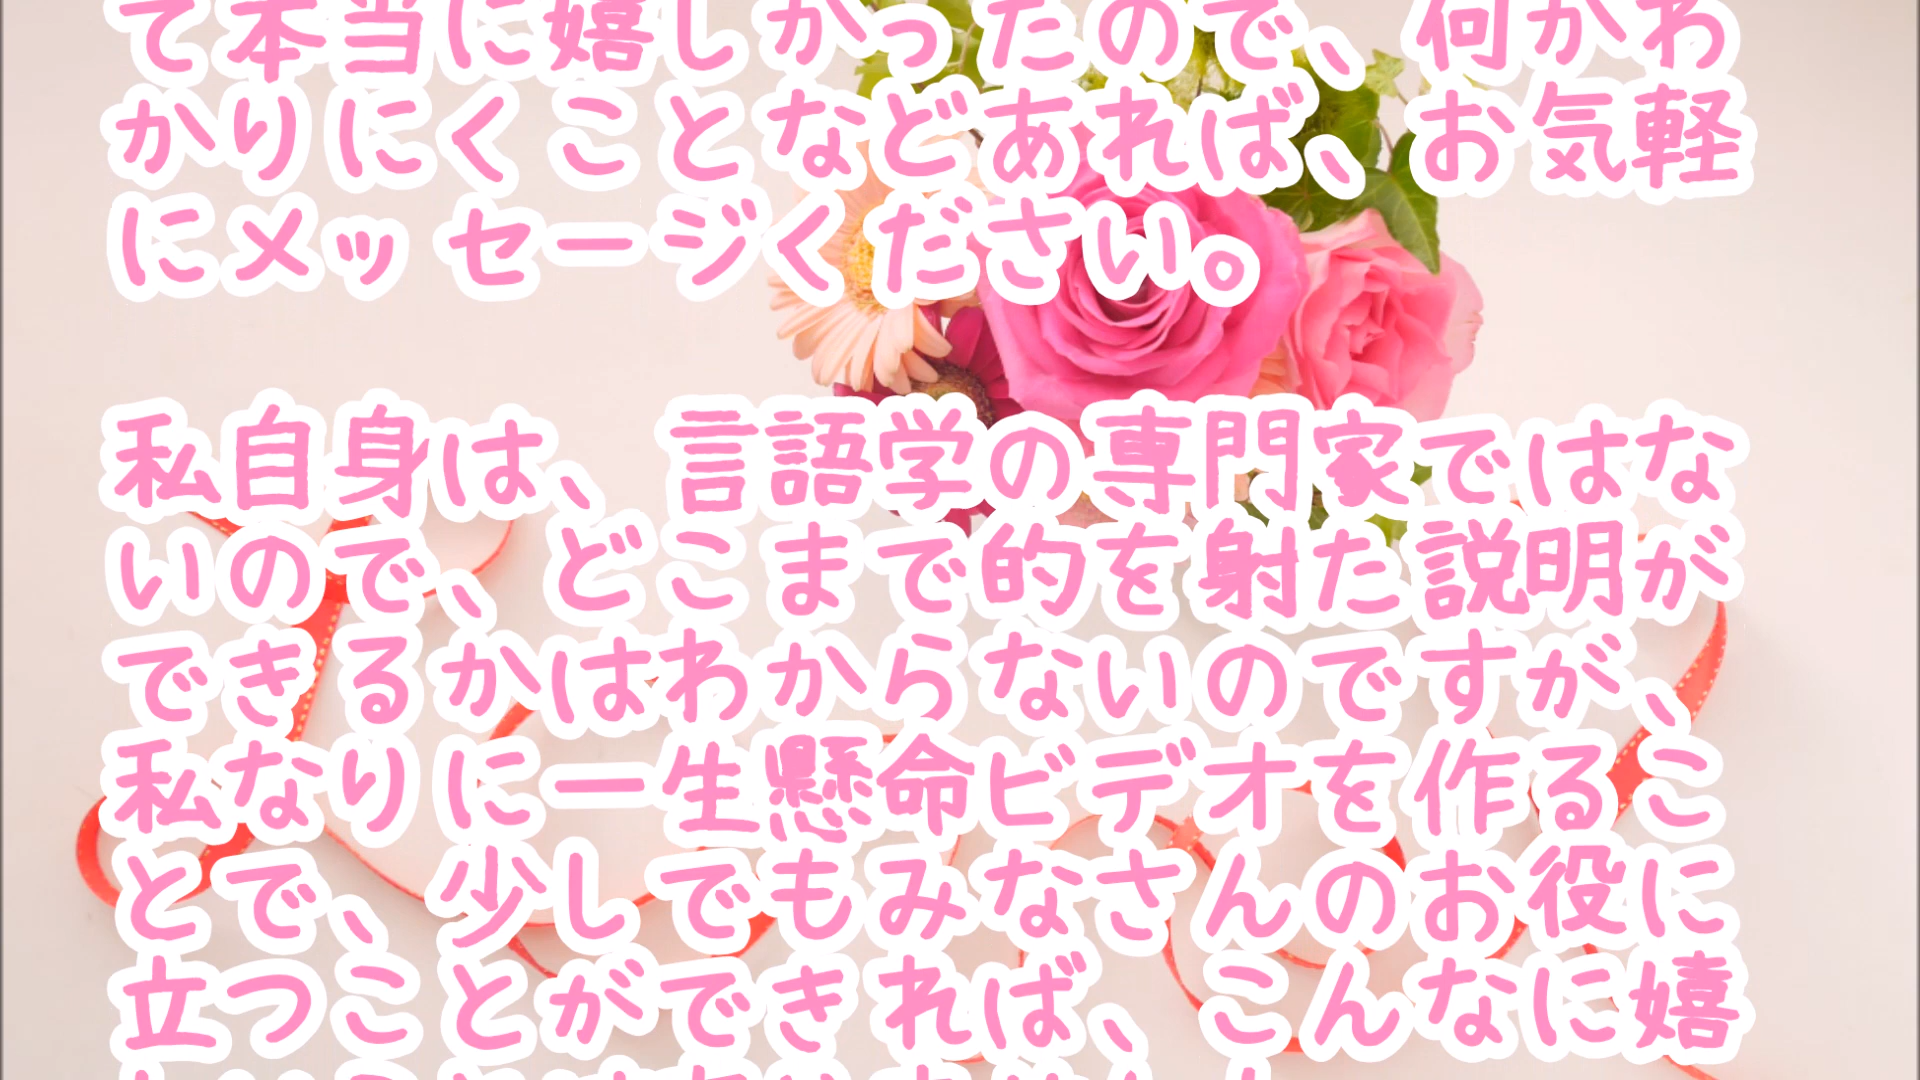 て本当に嬉しかったので、何かわ
かりにくことなどあれば、お気軽
にメッセージください。
私自身は、言語学の専門家ではな
いので、どこまで的を射た説明が
できるかはわからないのですが、
私なりに一生懸命ビデオを作るこ
とで、少しでもみなさんのお役に
立つことができれば、こんなに嬉